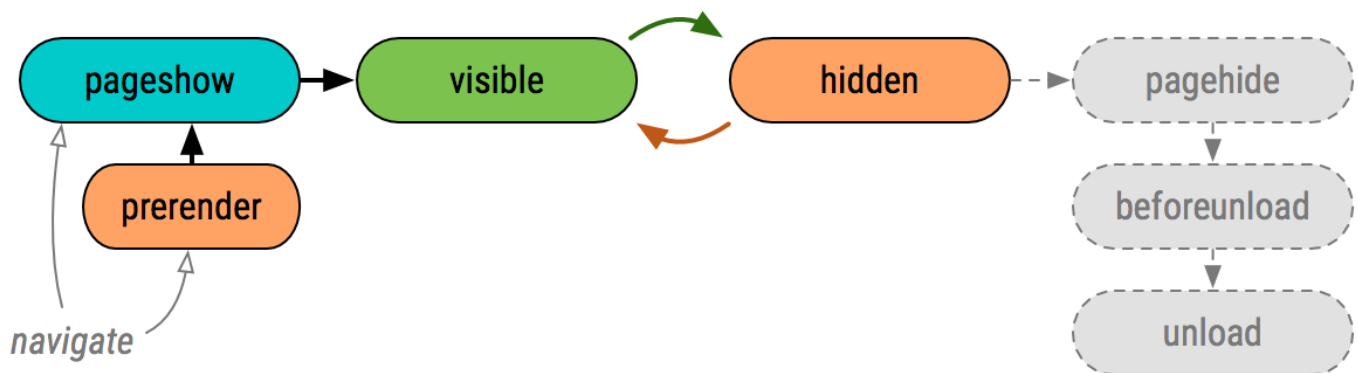 pageshow
visible
hidden
pagehide
prerender
beforeunload
navigate
unload